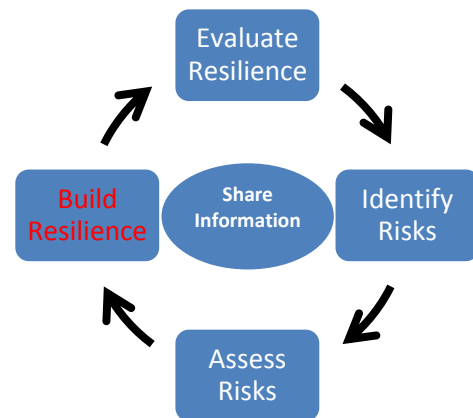 Evaluate
Resilience
Build
Resilience
Share
Information
Identify
Risks
Assess
Risks